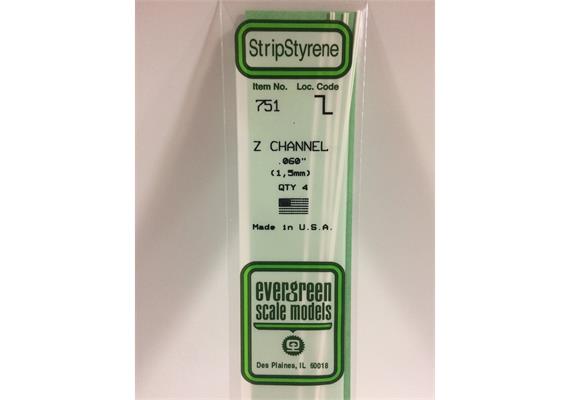 StripStyrene
Item No. Loc. Code
751
Z CHANNEL
.060"
(1,5mm)
QTY 4
Made in U.S.A.
evergreen
scale models
Des Plaines, IL 60018